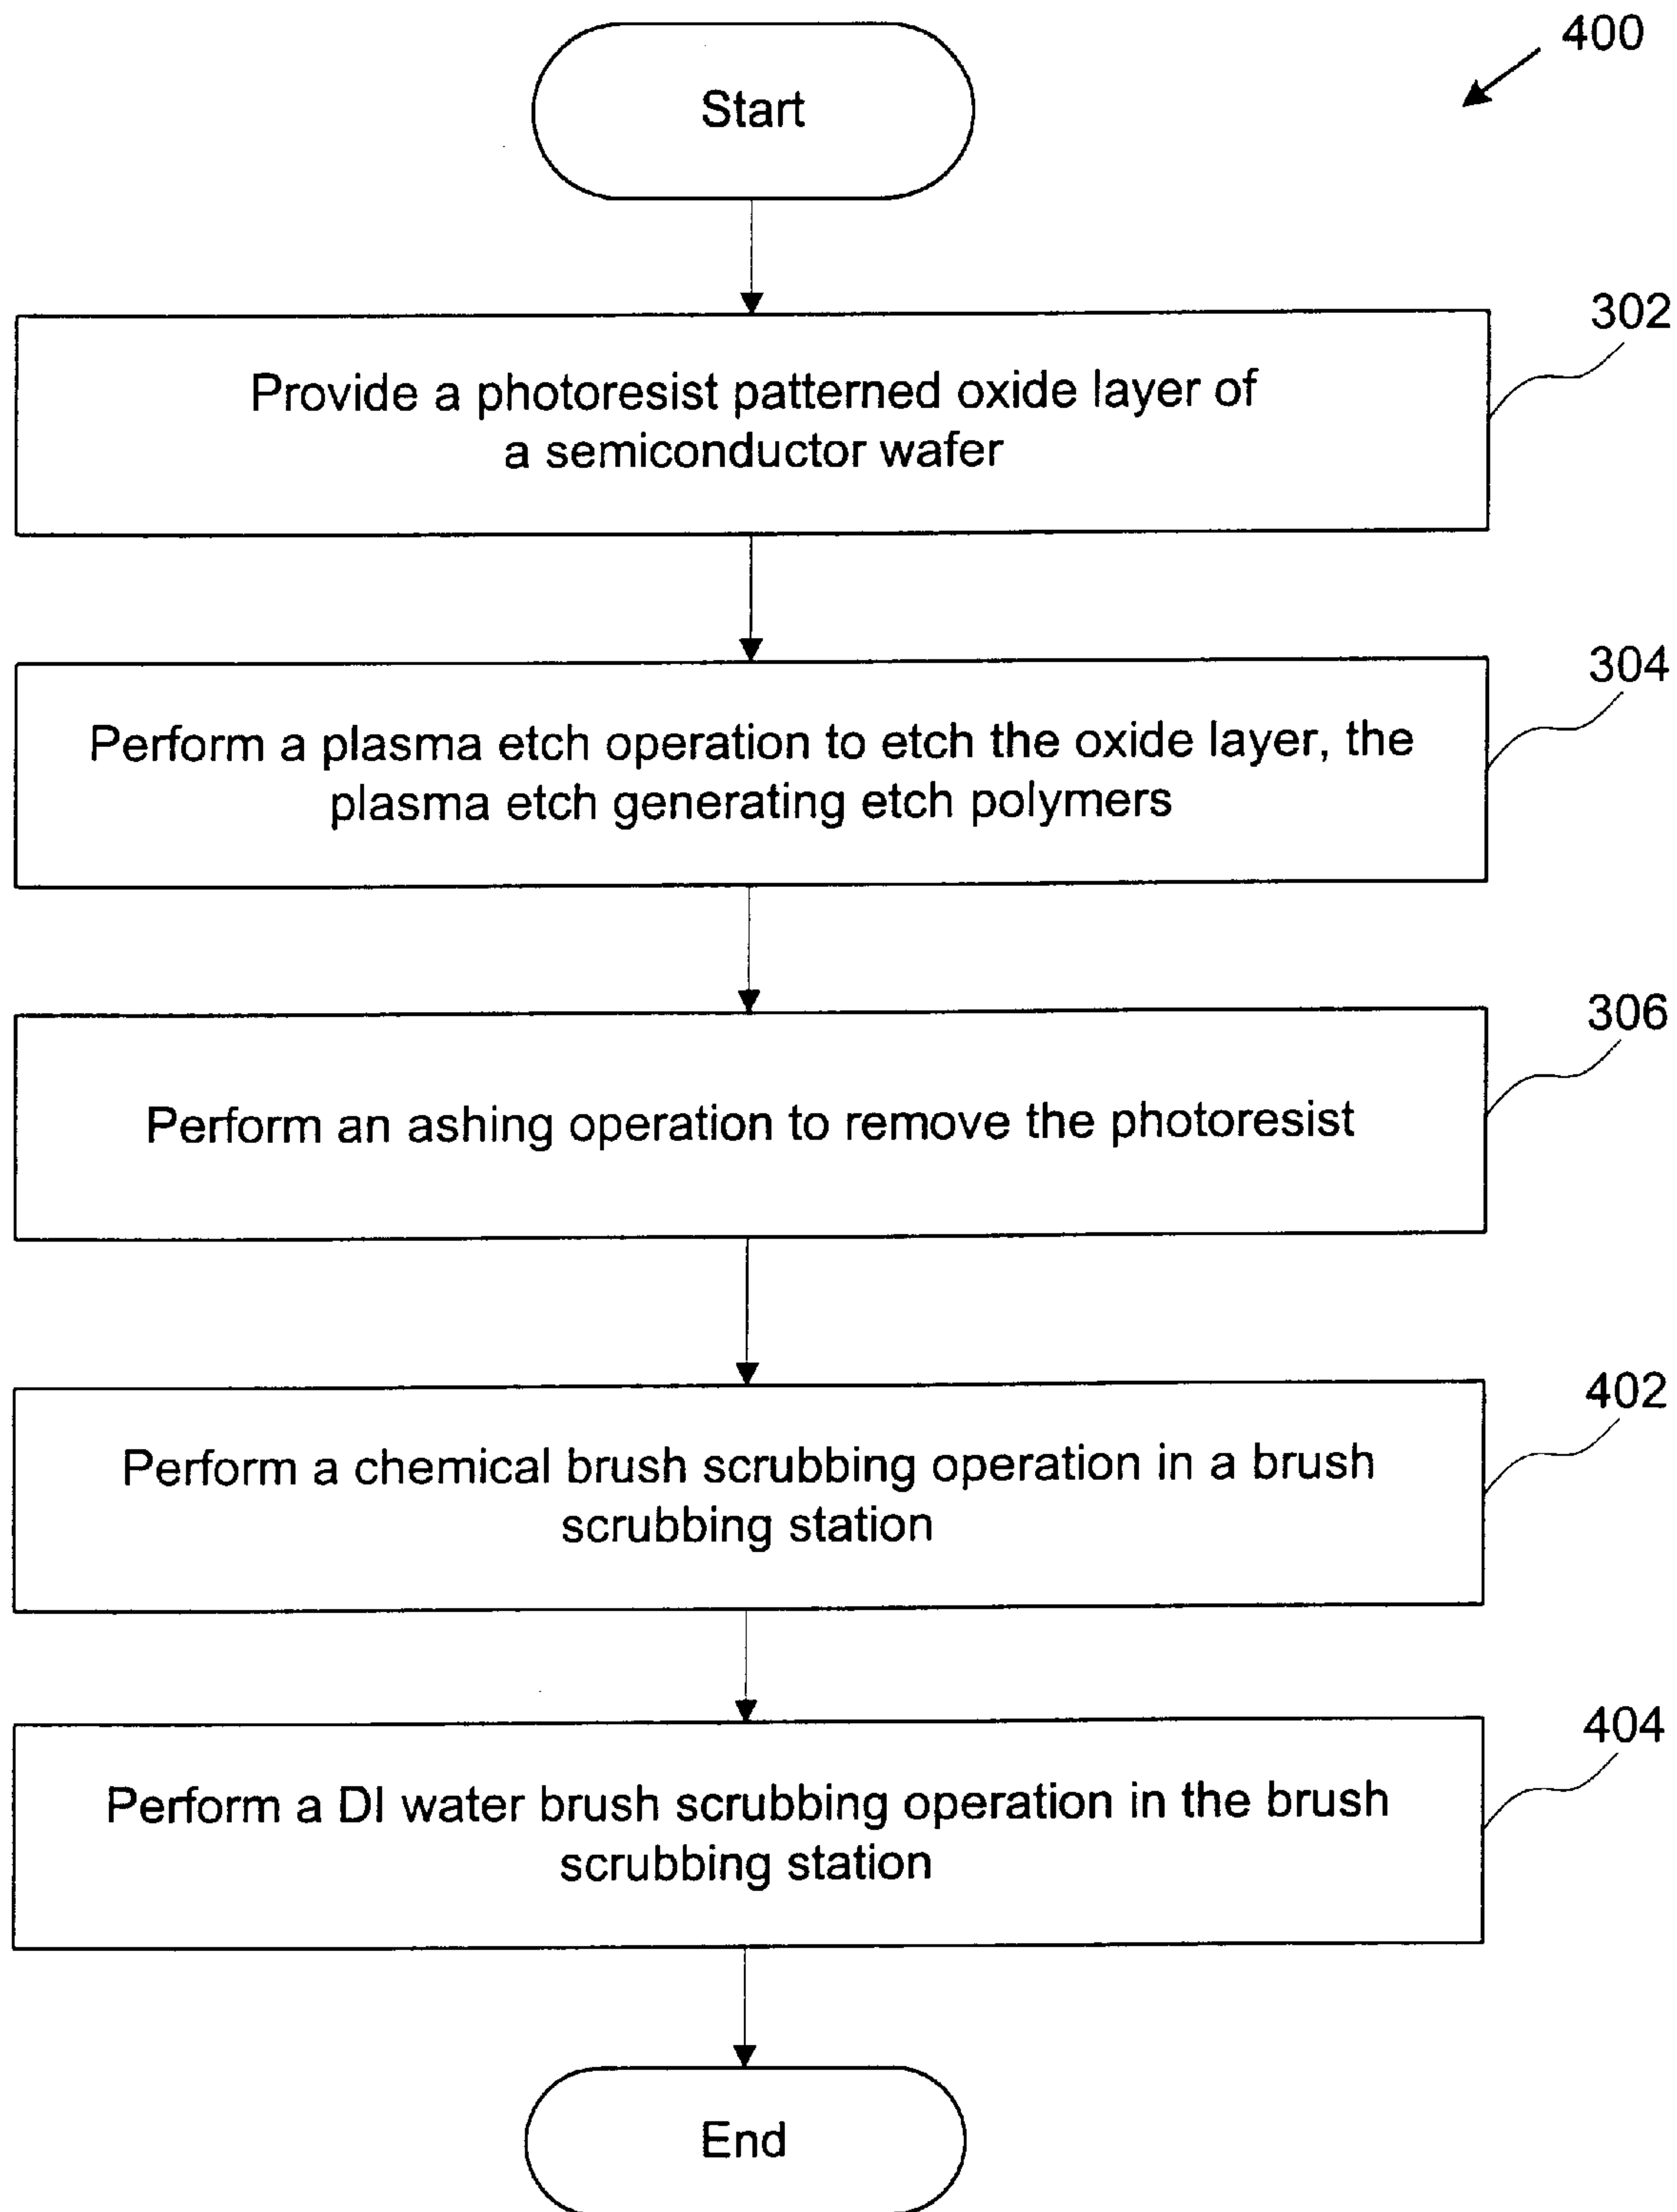 400
Start
302
Provide a photoresist patterned oxide layer of
a semiconductor wafer
304
Perform a plasma etch operation to etch the oxide layer, the
plasma etch generating etch polymers
306
Perform an ashing operation to remove the photoresist
402
Perform a chemical brush scrubbing operation in a brush
scrubbing station
404
Perform a DI water brush scrubbing operation in the brush
scrubbing station
End